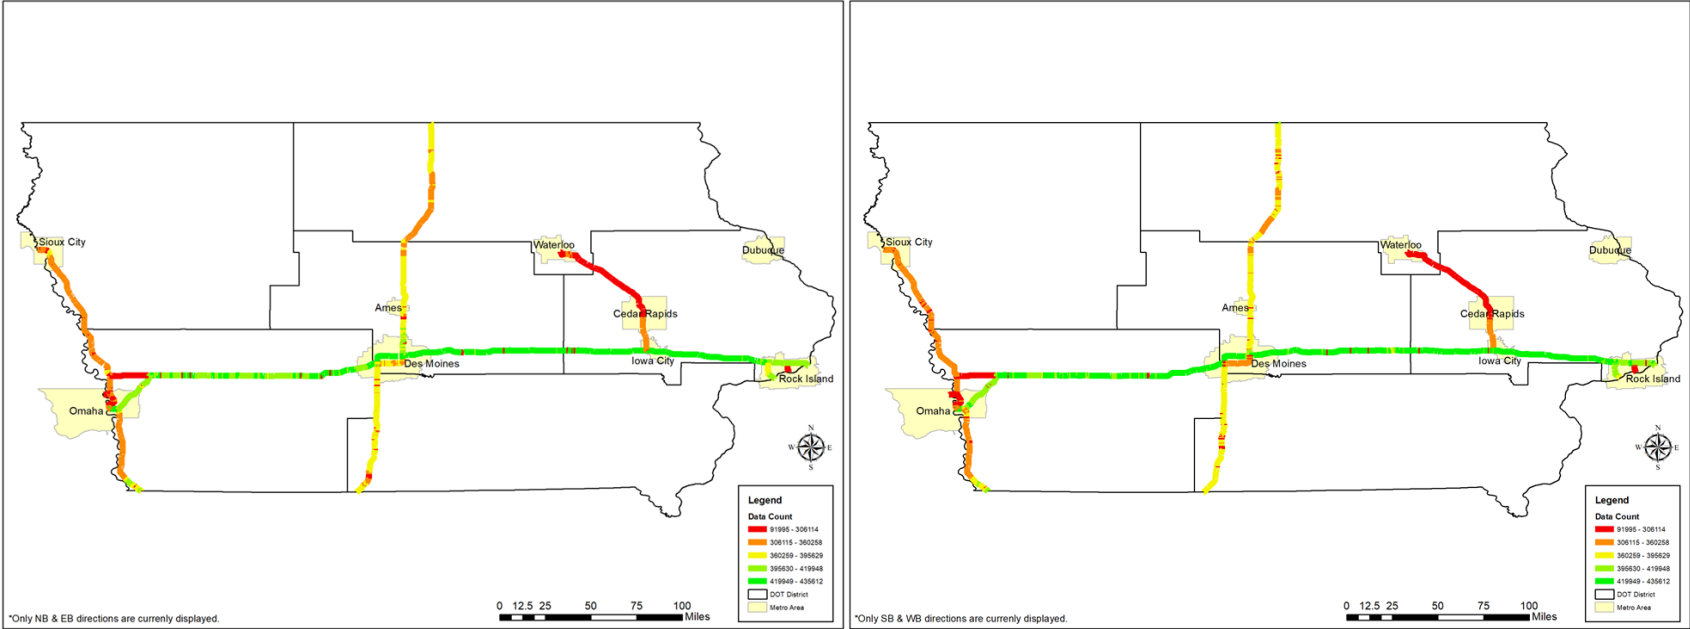 Sioux City
Waterloo
Dubuque
Ames
Cedar Rapids
Iowa City
Des Moines
Rock Island
Omaha
N
W E
S
Legend
Data Count
91995 - 306114
306115 - 360258
360259 - 395629
395630 - 419948
419949 - 435612
DOT District
Metro Area
*Only NB & EB directions are currenly displayed.
0 12.5 25 50 75 100
Miles
Sioux City
Waterloo
Dubuque
Ames
Cedar Rapids
Iowa City
Des Moines
Rock Island
Omaha
N
W E
S
Legend
Data Count
91995 - 306114
306115 - 360258
360259 - 395629
395630 - 419948
419949 - 435612
DOT District
Metro Area
*Only SB & WB directions are currenly displayed.
0 12.5 25 50 75 100
Miles